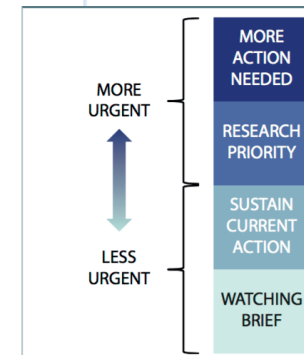 MORE
URGENT
LESS
URGENT
MORE
ACTION
NEEDED
RESEARCH
PRIORITY
SUSTAIN
CURRENT
ACTION
WATCHING
BRIEF